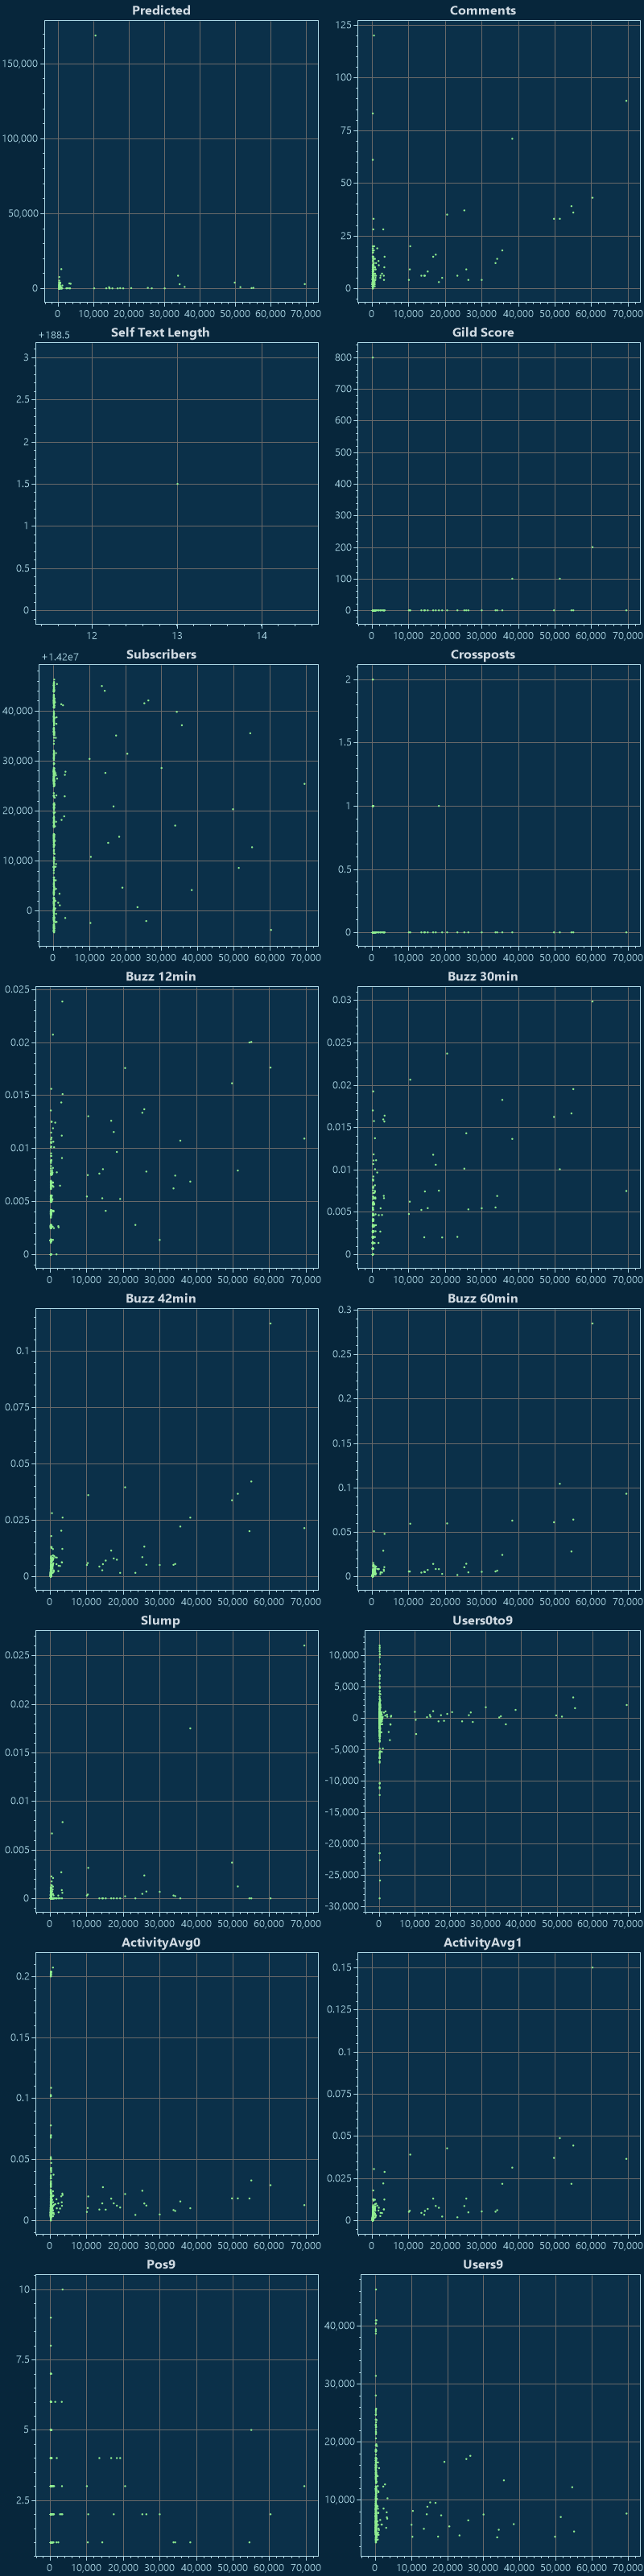 Predicted
150,000
100,000
50,000
0
0 10,000 20,000 30,000 40,000 50,000 60,000 70,000
Comments
125
100
75
50
25
0
0 10,000 20,000 30,000 40,000 50,000 60,000 70,000
Self Text Length
+188.5
3
2.5
2
1.5
1
0.5
0
12 13 14
Gild Score
800
700
600
500
400
300
200
100
0
0 10,000 20,000 30,000 40,000 50,000 60,000 70,000
Subscribers
+1.42e7
40,000
30,000
20,000
10,000
0
0 10,000 20,000 30,000 40,000 50,000 60,000 70,000
Crossposts
2
1.5
1
0.5
0
0 10,000 20,000 30,000 40,000 50,000 60,000 70,000
Buzz 12min
0.025
0.02
0.015
0.01
0.005
0
0 10,000 20,000 30,000 40,000 50,000 60,000 70,000
Buzz 30min
0.03
0.025
0.02
0.015
0.01
0.005
0
0 10,000 20,000 30,000 40,000 50,000 60,000 70,000
Buzz 42min
0.1
0.075
0.05
0.025
0
0 10,000 20,000 30,000 40,000 50,000 60,000 70,000
Buzz 60min
0.3
0.25
0.2
0.15
0.1
0.05
0
0 10,000 20,000 30,000 40,000 50,000 60,000 70,000
Slump
0.025
0.02
0.015
0.01
0.005
0
0 10,000 20,000 30,000 40,000 50,000 60,000 70,000
Users0to9
10,000
5,000
0
-5,000
-10,000
-15,000
-20,000
-25,000
-30,000
0 10,000 20,000 30,000 40,000 50,000 60,000 70,000
ActivityAvg0
0.2
0.15
0.1
0.05
0
0 10,000 20,000 30,000 40,000 50,000 60,000 70,000
ActivityAvg1
0.15
0.125
0.1
0.075
0.05
0.025
0
0 10,000 20,000 30,000 40,000 50,000 60,000 70,000
Pos9
10
7.5
5
2.5
0 10,000 20,000 30,000 40,000 50,000 60,000 70,000
Users9
40,000
30,000
20,000
10,000
0 10,000 20,000 30,000 40,000 50,000 60,000 70,000